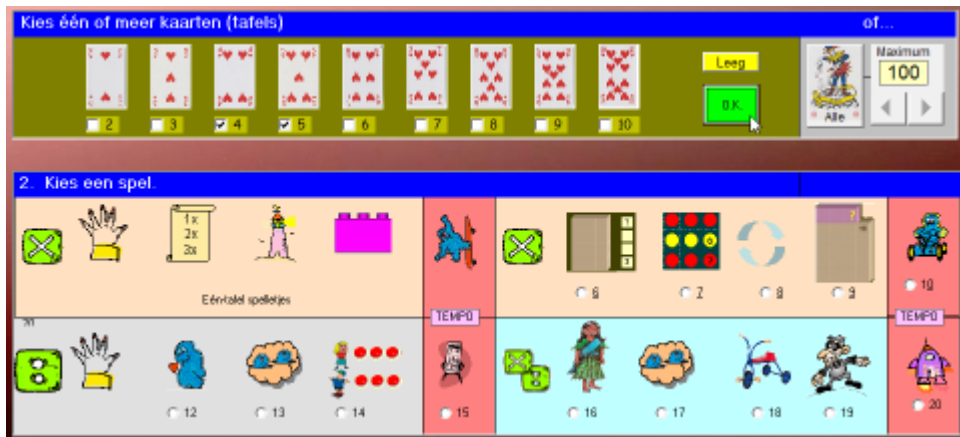 Kies één of meer kaarten (tafels) of...
Leeg
Maximum
100
O.K.
Alle
2 3 4 5 6 7 8 9 10
2. Kies een spel.
1x
2x
3x
6 7 8 9 10
Eén-tafel spelletjes
TEMPO TEMPO
12 13 14 15 16 17 18 19 20